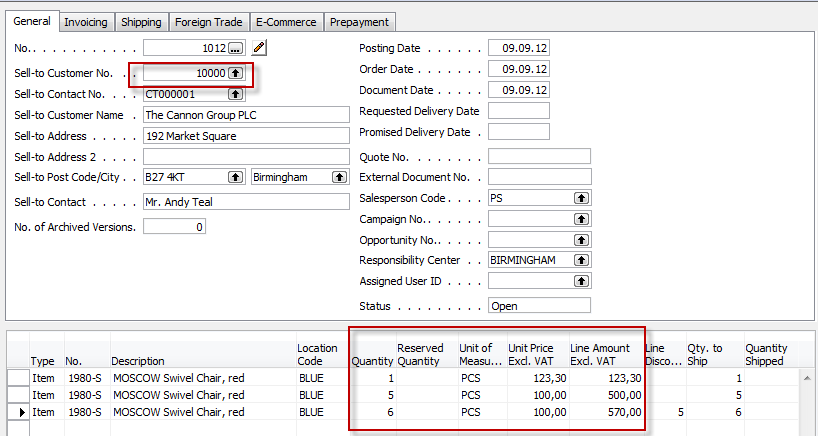 General Invoicing Shipping Foreign Trade E-Commerce Prepayment
No. . . . . . . . . . . . 1012 ... Posting Date . . . . . . 09.09.12
Sell-to Customer No. . . 10000 Order Date . . . . . . . 09.09.12
Sell-to Contact No. . . . CT000001 Document Date . . . . . 09.09.12
Sell-to Customer Name . The Cannon Group PLC Requested Delivery Date
Sell-to Address . . . . . 192 Market Square Promised Delivery Date .
Sell-to Address 2 . . . . Quote No. . . . . . . .
Sell-to Post Code/City . . B27 4KT Birmingham External Document No. .
Sell-to Contact . . . . . Mr. Andy Teal Salesperson Code . . . . PS
No. of Archived Versions. 0 Campaign No. . . . . . .
Opportunity No. . . . . .
Responsibility Center . . BIRMINGHAM
Assigned User ID . . . .
Status . . . . . . . . . Open
Location Reserved Unit of Unit Price Line Amount Line Qty. to Quantity
Type No. Description Code Quantity Quantity Measu... Excl. VAT Excl. VAT Disco... Ship Shipped
Item 1980-S MOSCOW Swivel Chair, red BLUE 1 PCS 123,30 123,30 1
Item 1980-S MOSCOW Swivel Chair, red BLUE 5 PCS 100,00 500,00 5
Item 1980-S MOSCOW Swivel Chair, red BLUE 6 PCS 100,00 570,00 5 6